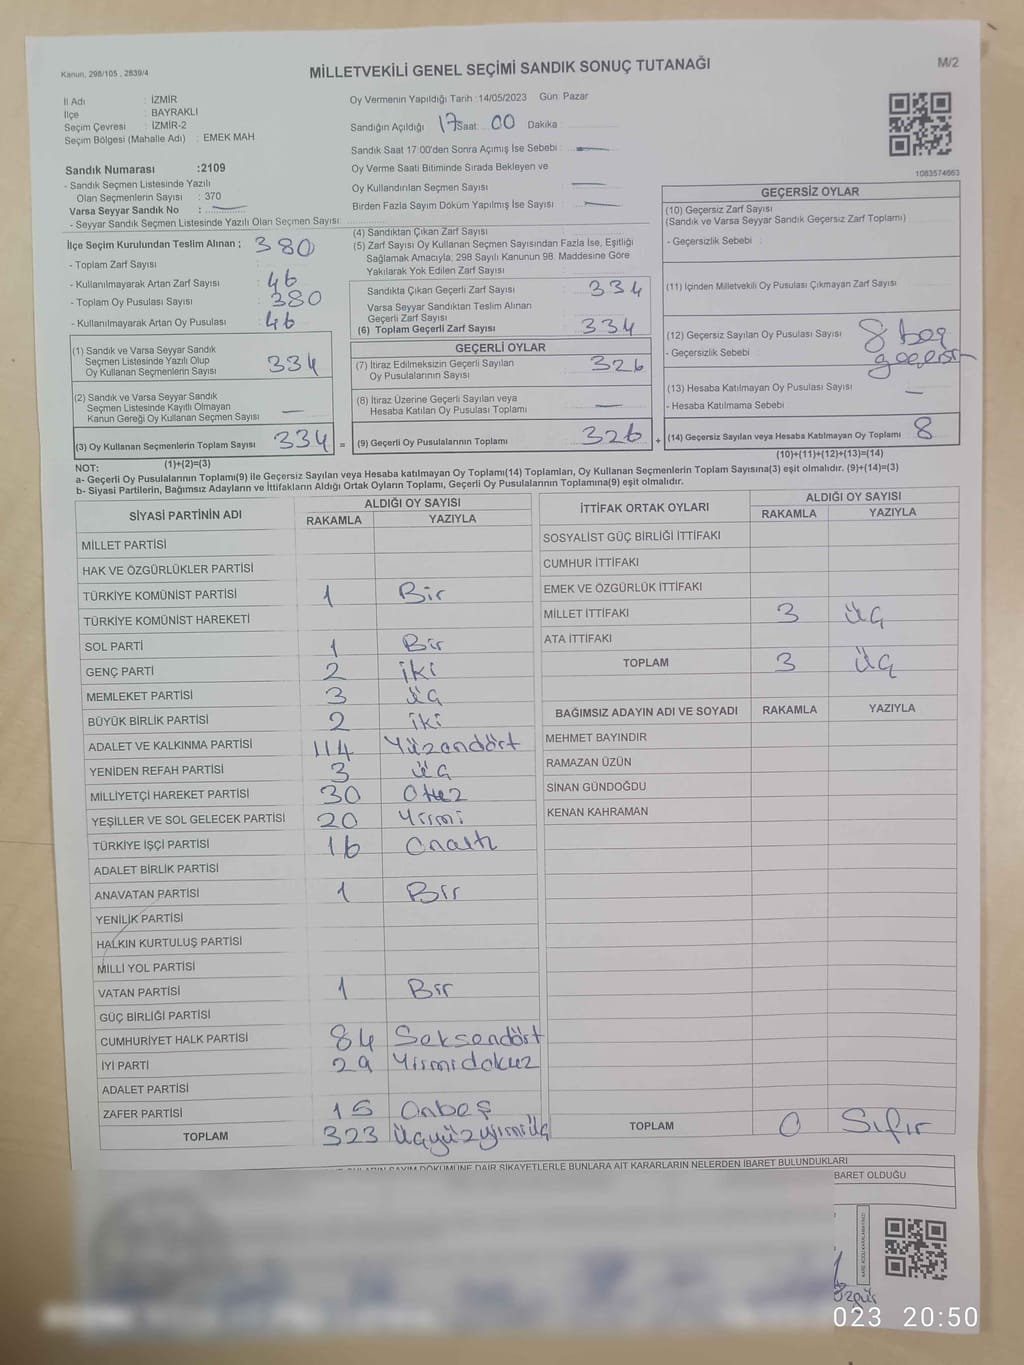 Kanun, 298/105 , 2839/4
MİLLETVEKİLİ GENEL SEÇİMİ SANDIK SONUÇ TUTANAĞI
M/2
İl Adı : İZMİR
İlçe : BAYRAKLI
Seçim Çevresi : İZMİR-2
Seçim Bölgesi (Mahalle Adı) : EMEK MAH
Sandık Numarası :2109
- Sandık Seçmen Listesinde Yazılı
Olan Seçmenlerin Sayısı : 370
Varsa Seyyar Sandık No :
- Seyyar Sandık Seçmen Listesinde Yazılı Olan Seçmen Sayısı:
Oy Vermenin Yapıldığı Tarih :14/05/2023 Gün: Pazar
Sandığın Açıldığı 17 Saat: 00 Dakika
Sandık Saat 17:00'den Sonra Açımış İse Sebebi : —
Oy Verme Saati Bitiminde Sırada Bekleyen ve
Oy Kullandırılan Seçmen Sayısı —
Birden Fazla Sayım Döküm Yapılmış İse Sayısı : —
1083574663
İlçe Seçim Kurulundan Teslim Alınan ; 380
- Toplam Zarf Sayısı
- Kullanılmayarak Artan Zarf Sayısı : 46
- Toplam Oy Pusulası Sayısı : 380
- Kullanılmayarak Artan Oy Pusulası : 46
(1) Sandık ve Varsa Seyyar Sandık
Seçmen Listesinde Yazılı Olup
Oy Kullanan Seçmenlerin Sayısı 334
(2) Sandık ve Varsa Seyyar Sandık
Seçmen Listesinde Kayıtlı Olmayan
Kanun Gereği Oy Kullanan Seçmen Sayısı —
(3) Oy Kullanan Seçmenlerin Toplam Sayısı 334 =
(1)+(2)=(3)
(4) Sandıktan Çıkan Zarf Sayısı :
(5) Zarf Sayısı Oy Kullanan Seçmen Sayısından Fazla İse, Eşitliği
Sağlamak Amacıyla, 298 Sayılı Kanunun 98. Maddesine Göre
Yakılarak Yok Edilen Zarf Sayısı
Sandıkta Çıkan Geçerli Zarf Sayısı 334
Varsa Seyyar Sandıktan Teslim Alınan
Geçerli Zarf Sayısı
(6) Toplam Geçerli Zarf Sayısı 334
GEÇERLİ OYLAR
(7) İtiraz Edilmeksizin Geçerli Sayılan
Oy Pusulalarının Sayısı 326
(8) İtiraz Üzerine Geçerli Sayılan veya
Hesaba Katılan Oy Pusulası Toplamı —
(9) Geçerli Oy Pusulalarının Toplamı 326 +
GEÇERSİZ OYLAR
(10) Geçersiz Zarf Sayısı
(Sandık ve Varsa Seyyar Sandık Geçersiz Zarf Toplamı)
- Geçersizlik Sebebi :
(11) İçinden Milletvekili Oy Pusulası Çıkmayan Zarf Sayısı
(12) Geçersiz Sayılan Oy Pusulası Sayısı 8 boş
- Geçersizlik Sebebi : geçersiz
(13) Hesaba Katılmayan Oy Pusulası Sayısı —
- Hesaba Katılmama Sebebi
(14) Geçersiz Sayılan veya Hesaba Katılmayan Oy Toplamı 8
(10)+(11)+(12)+(13)=(14)
NOT:
a- Geçerli Oy Pusulalarının Toplamı(9) ile Geçersiz Sayılan veya Hesaba katılmayan Oy Toplamı(14) Toplamları, Oy Kullanan Seçmenlerin Toplam Sayısına(3) eşit olmalıdır. (9)+(14)=(3)
b- Siyasi Partilerin, Bağımsız Adayların ve İttifakların Aldığı Ortak Oyların Toplamı, Geçerli Oy Pusulalarının Toplamına(9) eşit olmalıdır.
SİYASİ PARTİNİN ADI ALDIĞI OY SAYISI
RAKAMLA YAZIYLA
MİLLET PARTİSİ
HAK VE ÖZGÜRLÜKLER PARTİSİ
TÜRKİYE KOMÜNİST PARTİSİ 1 Bir
TÜRKİYE KOMÜNİST HAREKETİ
SOL PARTİ 1 Bir
GENÇ PARTİ 2 iki
MEMLEKET PARTİSİ 3 üç
BÜYÜK BİRLİK PARTİSİ 2 iki
ADALET VE KALKINMA PARTİSİ 114 Yüzondört
YENİDEN REFAH PARTİSİ 3 üç
MİLLİYETÇİ HAREKET PARTİSİ 30 Otuz
YEŞİLLER VE SOL GELECEK PARTİSİ 20 Yirmi
TÜRKİYE İŞÇİ PARTİSİ 16 Onaltı
ADALET BİRLİK PARTİSİ
ANAVATAN PARTİSİ 1 Bir
YENİLİK PARTİSİ
HALKIN KURTULUŞ PARTİSİ
MİLLİ YOL PARTİSİ
VATAN PARTİSİ 1 Bir
GÜÇ BİRLİĞİ PARTİSİ
CUMHURİYET HALK PARTİSİ 84 Seksendört
İYİ PARTİ 29 Yirmidokuz
ADALET PARTİSİ
ZAFER PARTİSİ 15 Onbeş
TOPLAM 323 Üçyüzyirmiüç
İTTİFAK ORTAK OYLARI ALDIĞI OY SAYISI
RAKAMLA YAZIYLA
SOSYALİST GÜÇ BİRLİĞİ İTTİFAKI
CUMHUR İTTİFAKI
EMEK VE ÖZGÜRLÜK İTTİFAKI
MİLLET İTTİFAKI 3 Üç
ATA İTTİFAKI
TOPLAM 3 Üç
BAĞIMSIZ ADAYIN ADI VE SOYADI RAKAMLA YAZIYLA
MEHMET BAYINDIR
RAMAZAN ÜZÜN
SİNAN GÜNDOĞDU
KENAN KAHRAMAN
TOPLAM 0 Sıfır
SAYIM DÖKÜMÜNE DAİR ŞİKAYETLERLE BUNLARA AİT KARARLARIN NELERDEN İBARET BULUNDUKLARI
BARET OLDUĞU
Özgür
023 20:50